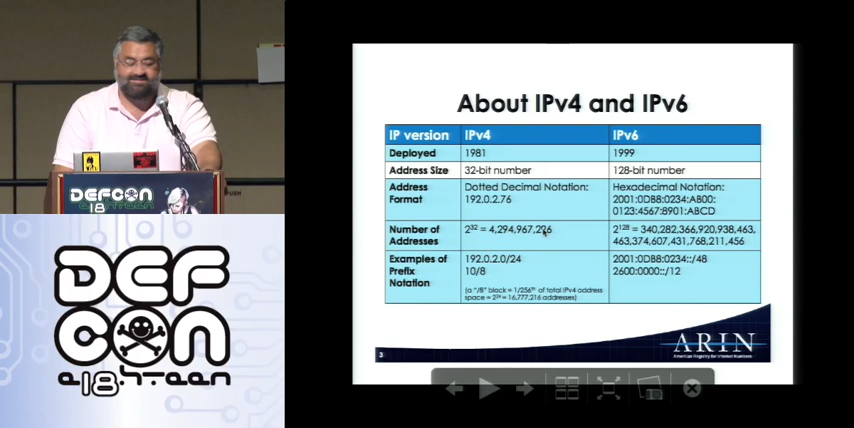 PUSH
DEFCON
18
DEF
CON
e18hteen
About IPv4 and IPv6
IP version IPv4 IPv6
Deployed 1981 1999
Address Size 32-bit number 128-bit number
Address Format Dotted Decimal Notation: 192.0.2.76 Hexadecimal Notation: 2001:0DB8:0234:AB00: 0123:4567:8901:ABCD
Number of Addresses 2³² = 4,294,967,296 2¹²⁸ = 340,282,366,920,938,463, 463,374,607,431,768,211,456
Examples of Prefix Notation 192.0.2.0/24 10/8 (a "/8" block = 1/256th of total IPv4 address space = 2²⁴ = 16,777,216 addresses) 2001:0DB8:0234::/48 2600:0000::/12
3
ARIN
American Registry for Internet Numbers